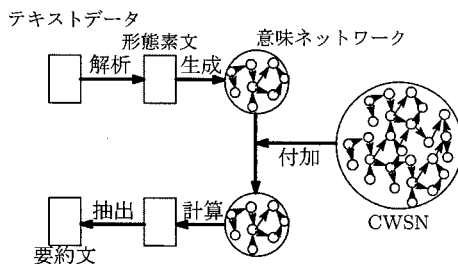 テキストデータ
形態素文
意味ネットワーク
解析
生成
付加
CWSN
抽出
計算
要約文